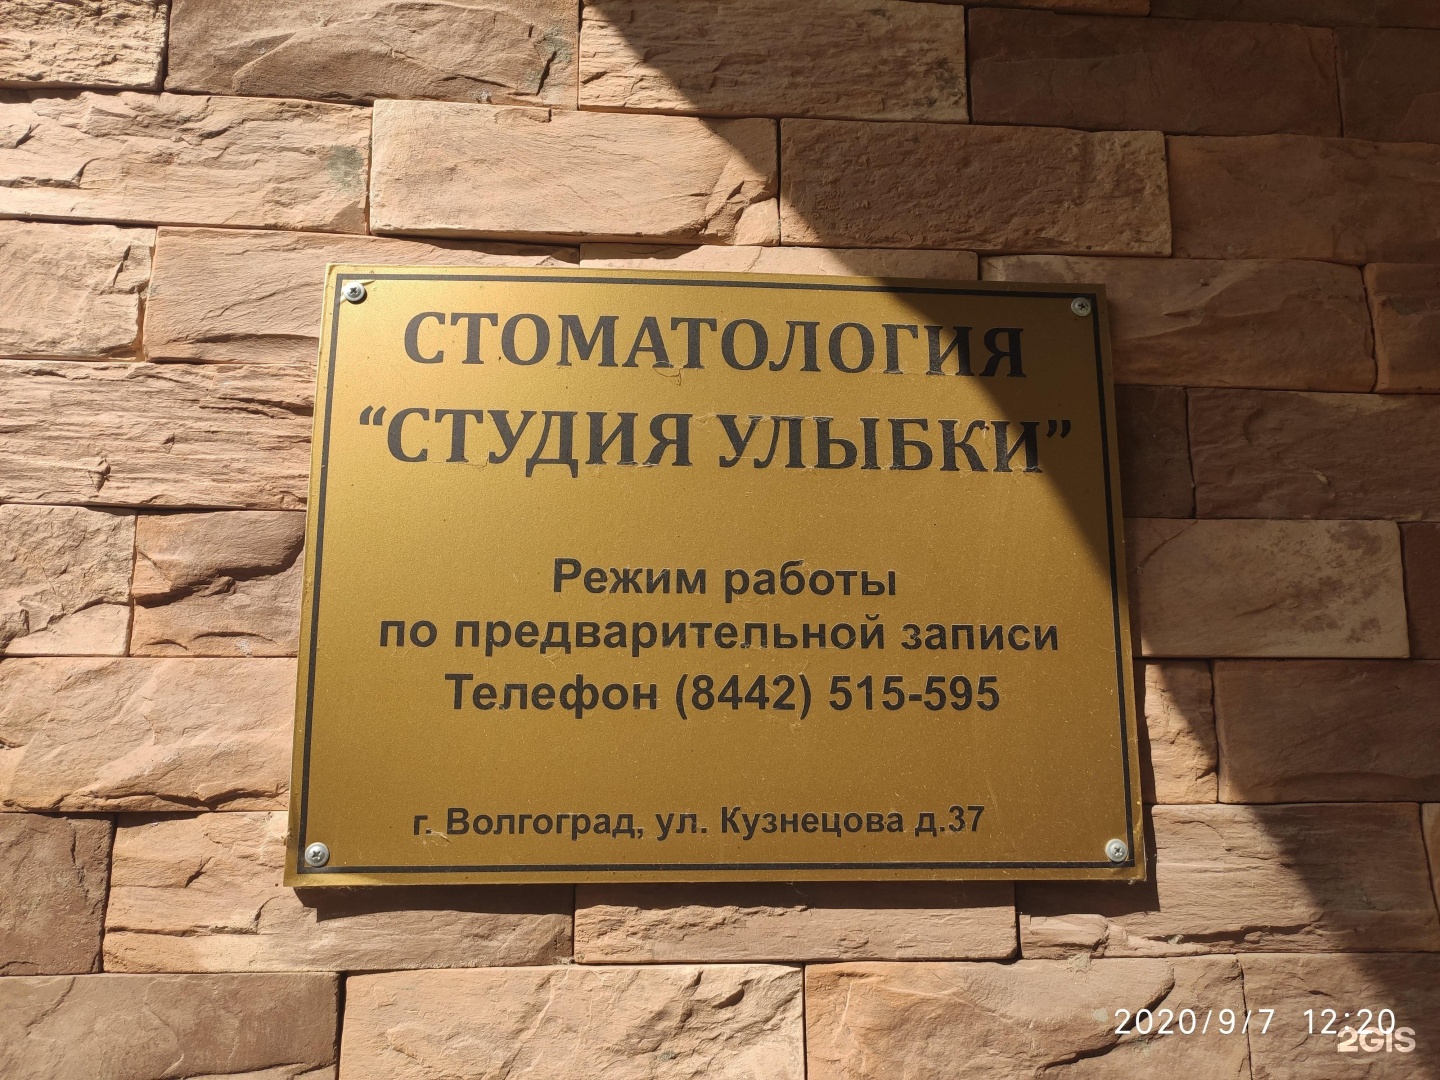 СТОМАТОЛОГИЯ
“СТУДИЯ УЛЫБКИ”
Режим работы
по предварительной записи
Телефон (8442) 515-595
г. Волгоград, ул. Кузнецова д.37
2020/9/7 12:20
2GIS